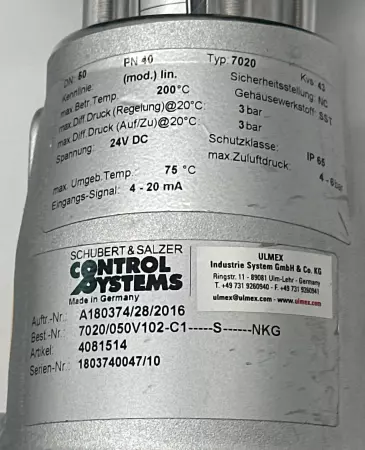 DN: 50 PN 40 Typ: 7020 Kvs: 43
Kennlinie: (mod.) lin. Sicherheitsstellung: NC
max. Betr. Temp. 200°C Gehäusewerkstoff: SST
max. Diff. Druck (Regelung)@20°C: 3 bar
max. Diff. Druck (Auf/Zu)@20°C: 3 bar
Spannung: 24V DC Schutzklasse: IP 65
max. Zuluftdruck: 4 - 6 bar
max. Umgeb. Temp 75 °C
Eingangs-Signal: 4 - 20 mA
SCHUBERT & SALZER
CONTROL
SYSTEMS
Made in Germany
ULMEX
Industrie System GmbH & Co. KG
Ringstr. 11 - 89081 Ulm-Lehr - Germany
T. +49 731 9260940 - F. +49 731 9260941
ulmex@ulmex.com - www.ulmex.com
Auftr.-Nr.: A180374/28/2016
Best.-Nr.: 7020/050V102-C1-----S------NKG
Artikel: 4081514
Serien-Nr.: 1803740047/10